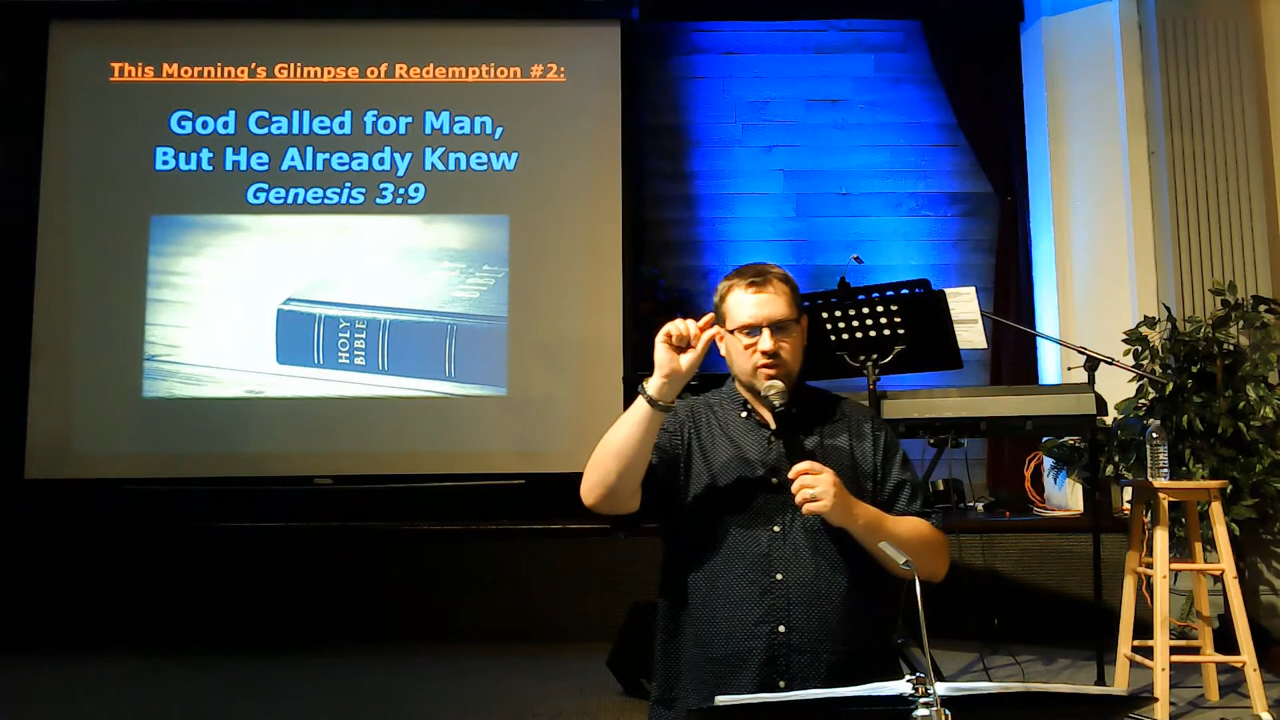 This Morning's Glimpse of Redemption #2:
God Called for Man,
But He Already Knew
Genesis 3:9
HOLY
BIBLE